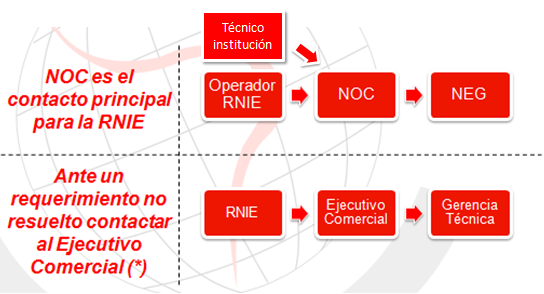 Técnico
institución
NOC es el
contacto principal
para la RNIE
Operador
RNIE
NOC
NEG
Ante un
requerimiento no
resuelto contactar
al Ejecutivo
Comercial (*)
RNIE
Ejecutivo
Comercial
Gerencia
Técnica